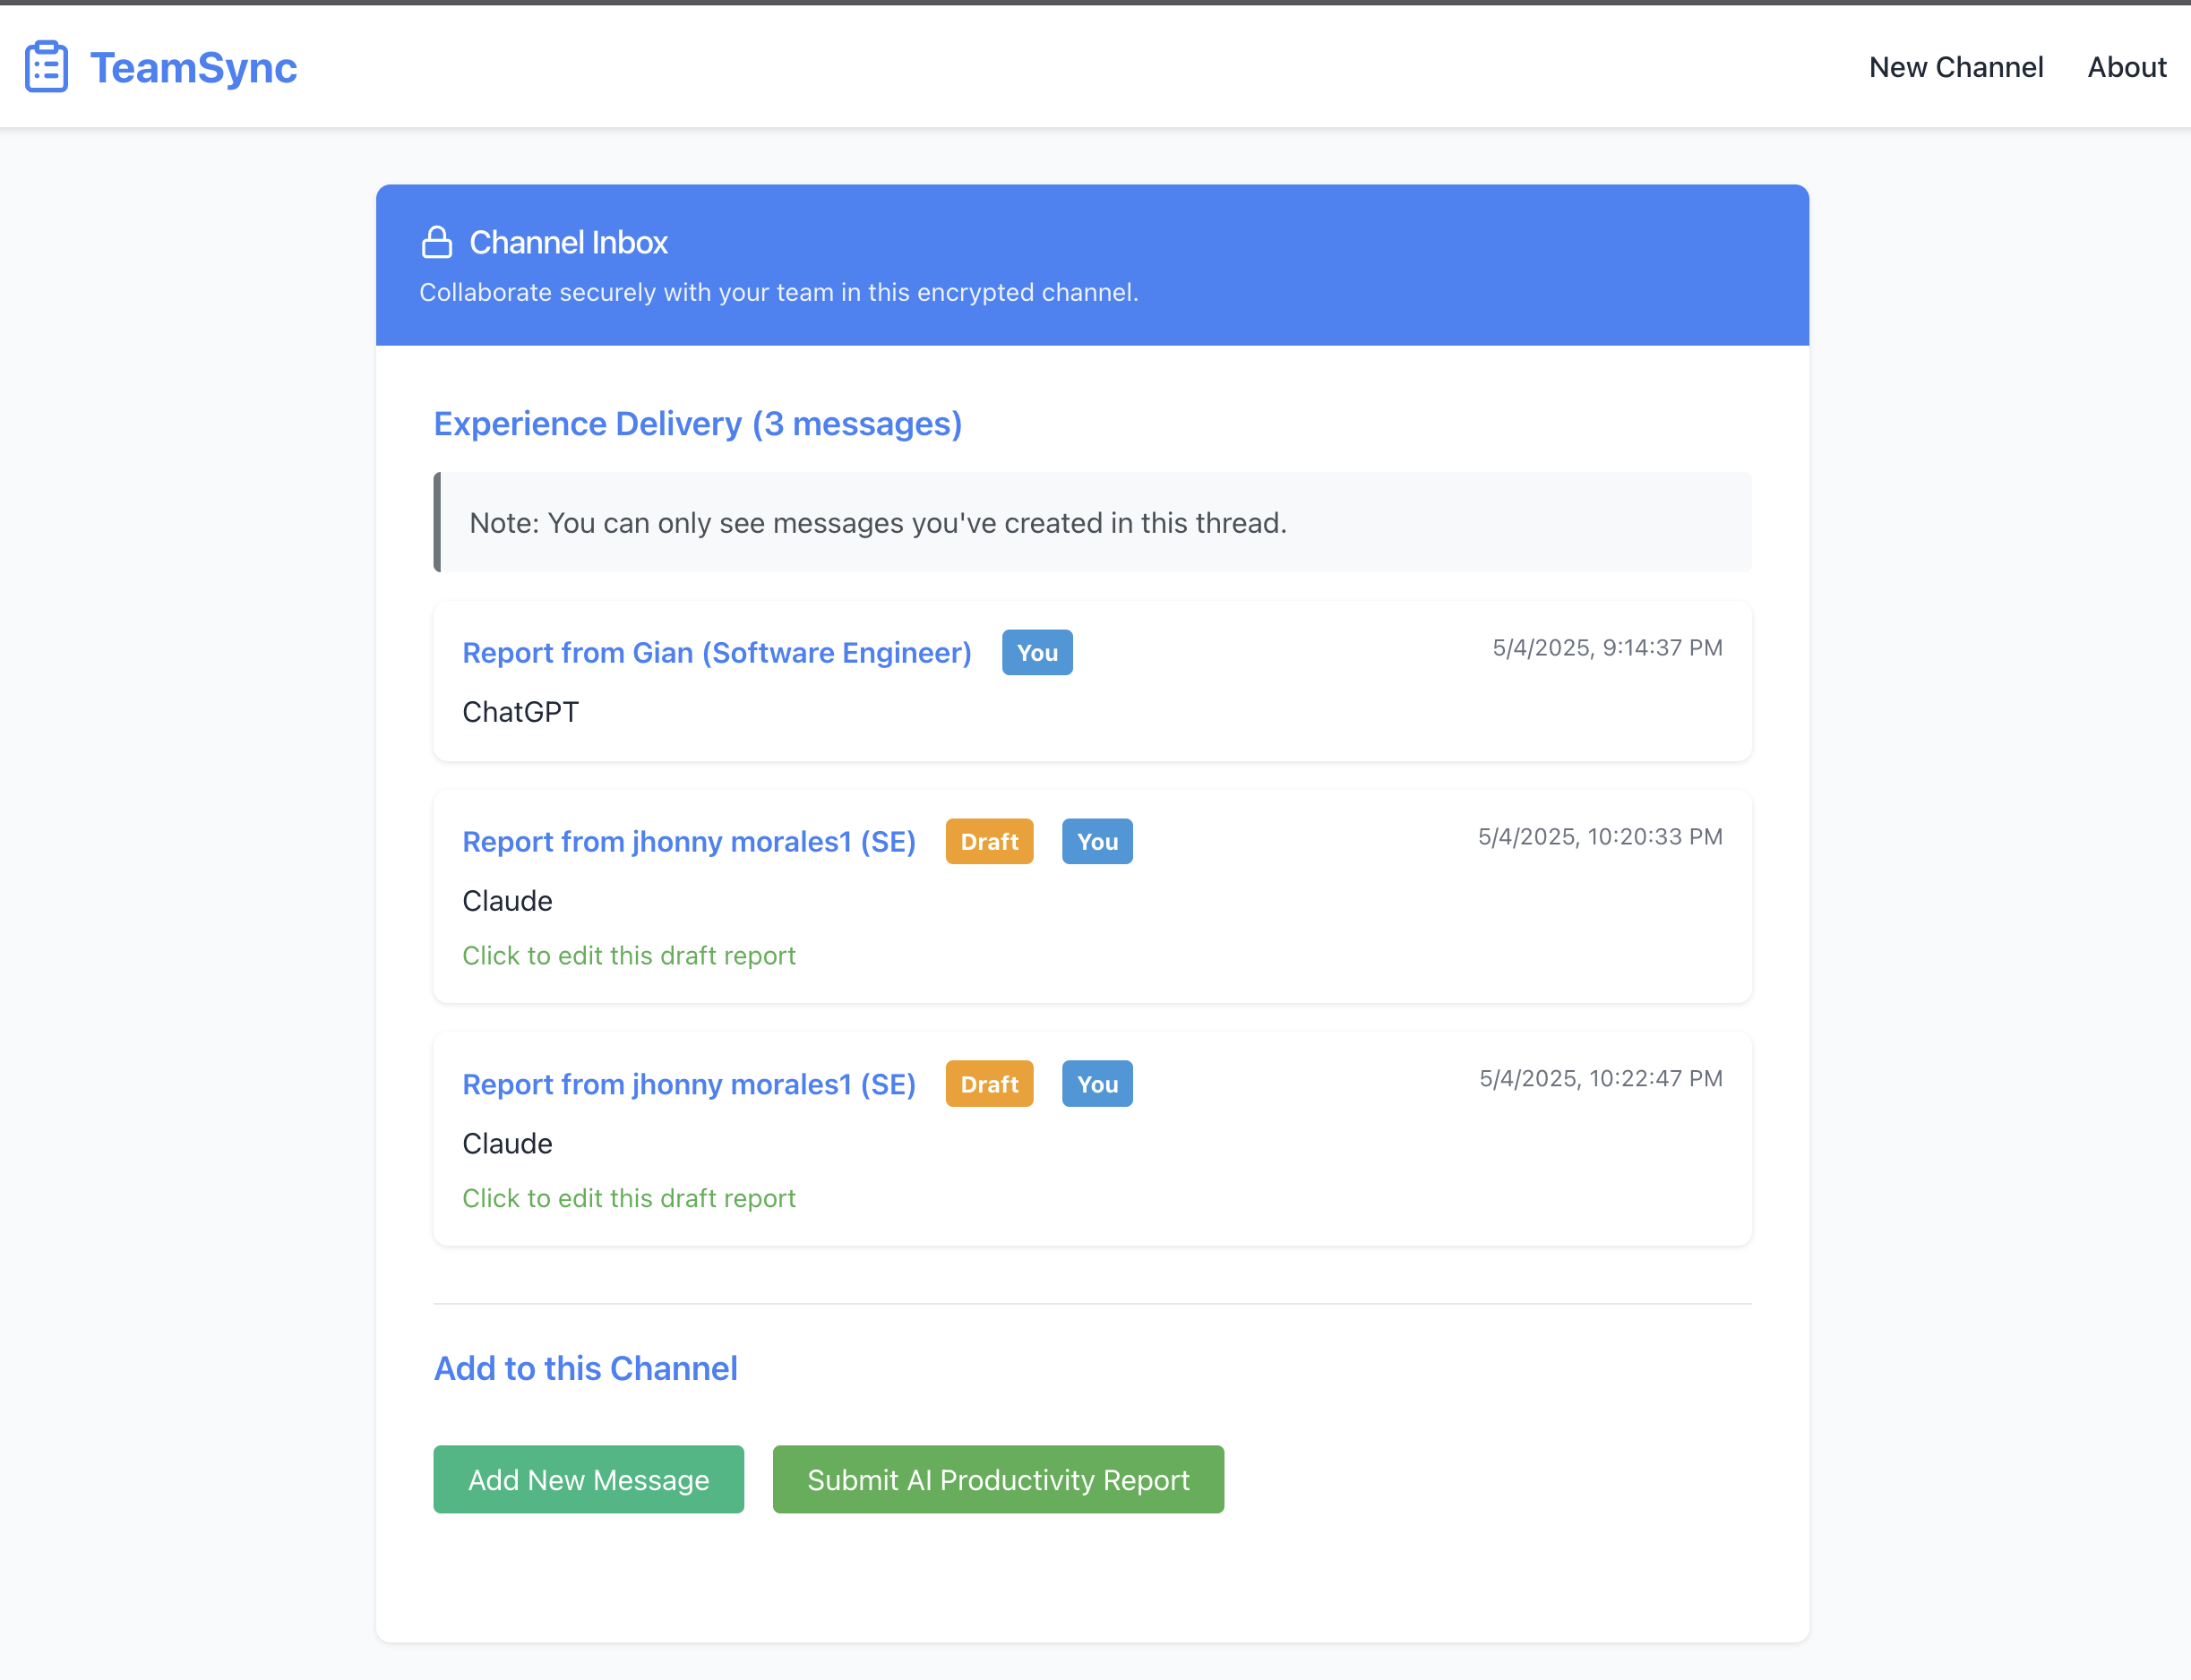 TeamSync
New Channel
About
Channel Inbox
Collaborate securely with your team in this encrypted channel.
Experience Delivery (3 messages)
Note: You can only see messages you've created in this thread.
Report from Gian (Software Engineer)
You
5/4/2025, 9:14:37 PM
ChatGPT
Report from jhonny morales1 (SE)
Draft
You
5/4/2025, 10:20:33 PM
Claude
Click to edit this draft report
Report from jhonny morales1 (SE)
Draft
You
5/4/2025, 10:22:47 PM
Claude
Click to edit this draft report
Add to this Channel
Add New Message
Submit AI Productivity Report